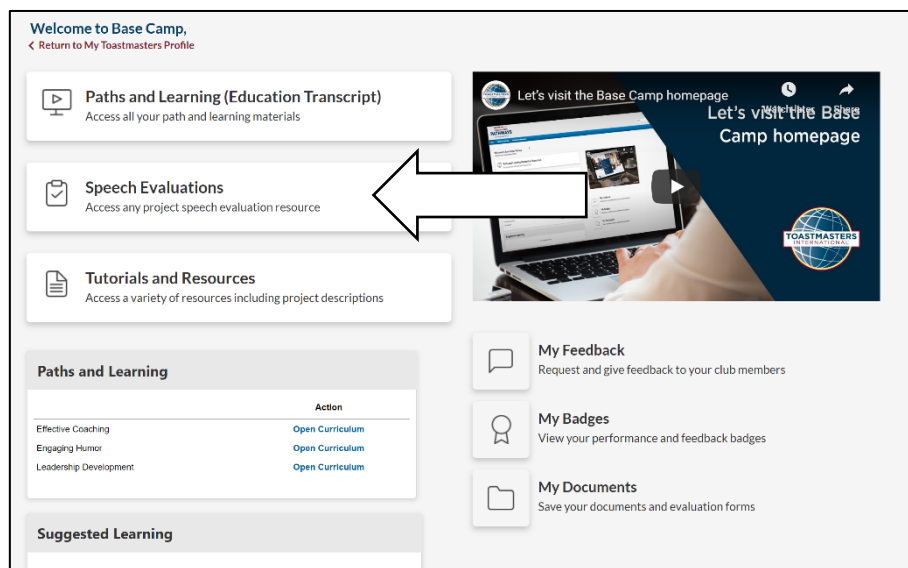 Welcome to Base Camp,
Return to My Toastmasters Profile
Paths and Learning (Education Transcript)
Access all your path and learning materials
Speech Evaluations
Access any project speech evaluation resource
Tutorials and Resources
Access a variety of resources including project descriptions
Paths and Learning
Action
Effective Coaching Open Curriculum
Engaging Humor Open Curriculum
Leadership Development Open Curriculum
Suggested Learning
Let's visit the Base Camp homepage
Watch later Share
Let's visit the Base
Camp homepage
PATHWAYS
TOASTMASTERS
INTERNATIONAL
My Feedback
Request and give feedback to your club members
My Badges
View your performance and feedback badges
My Documents
Save your documents and evaluation forms